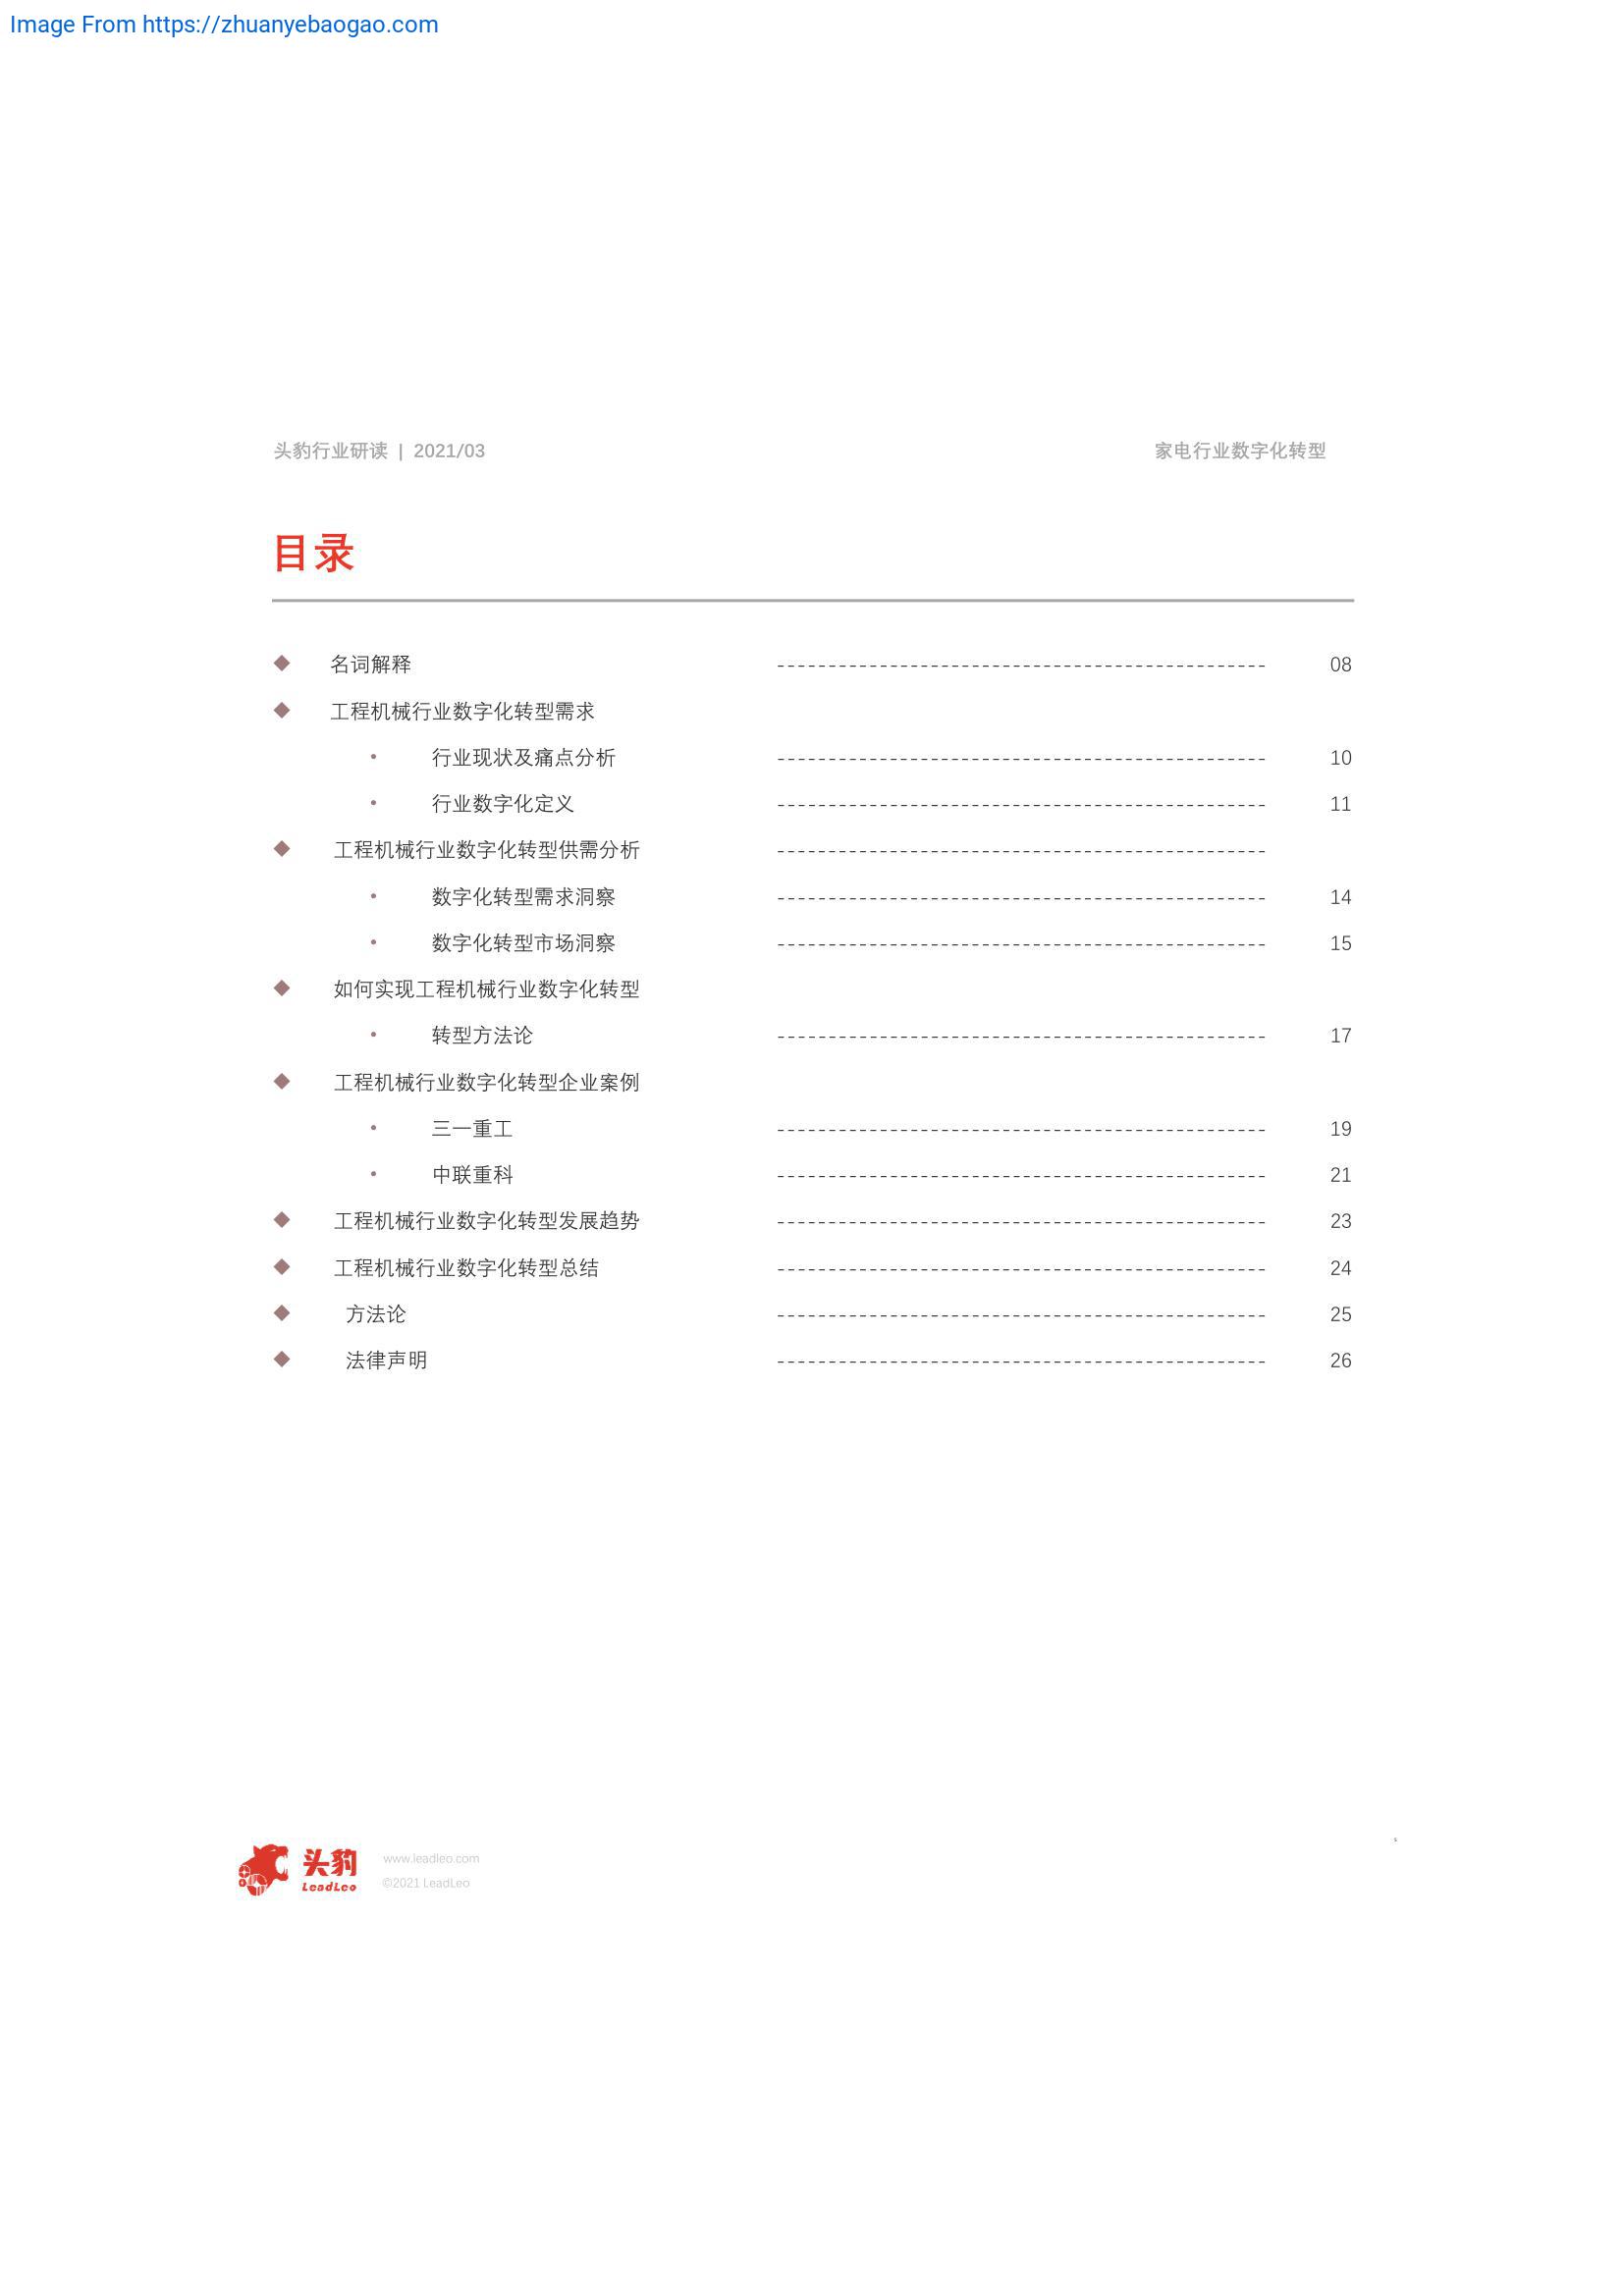 Image From https://zhuanyebaogao.com
头豹行业研读 | 2021/03 家电行业数字化转型
目录
◆ 名词解释 ----------------------------------------------- 08
◆ 工程机械行业数字化转型需求
• 行业现状及痛点分析 ----------------------------------------------- 10
• 行业数字化定义 ----------------------------------------------- 11
◆ 工程机械行业数字化转型供需分析 -----------------------------------------------
• 数字化转型需求洞察 ----------------------------------------------- 14
• 数字化转型市场洞察 ----------------------------------------------- 15
◆ 如何实现工程机械行业数字化转型
• 转型方法论 ----------------------------------------------- 17
◆ 工程机械行业数字化转型企业案例
• 三一重工 ----------------------------------------------- 19
• 中联重科 ----------------------------------------------- 21
◆ 工程机械行业数字化转型发展趋势 ----------------------------------------------- 23
◆ 工程机械行业数字化转型总结 ----------------------------------------------- 24
◆ 方法论 ----------------------------------------------- 25
◆ 法律声明 ----------------------------------------------- 26
头豹
LeadLeo
www.leadleo.com
©2021 LeadLeo